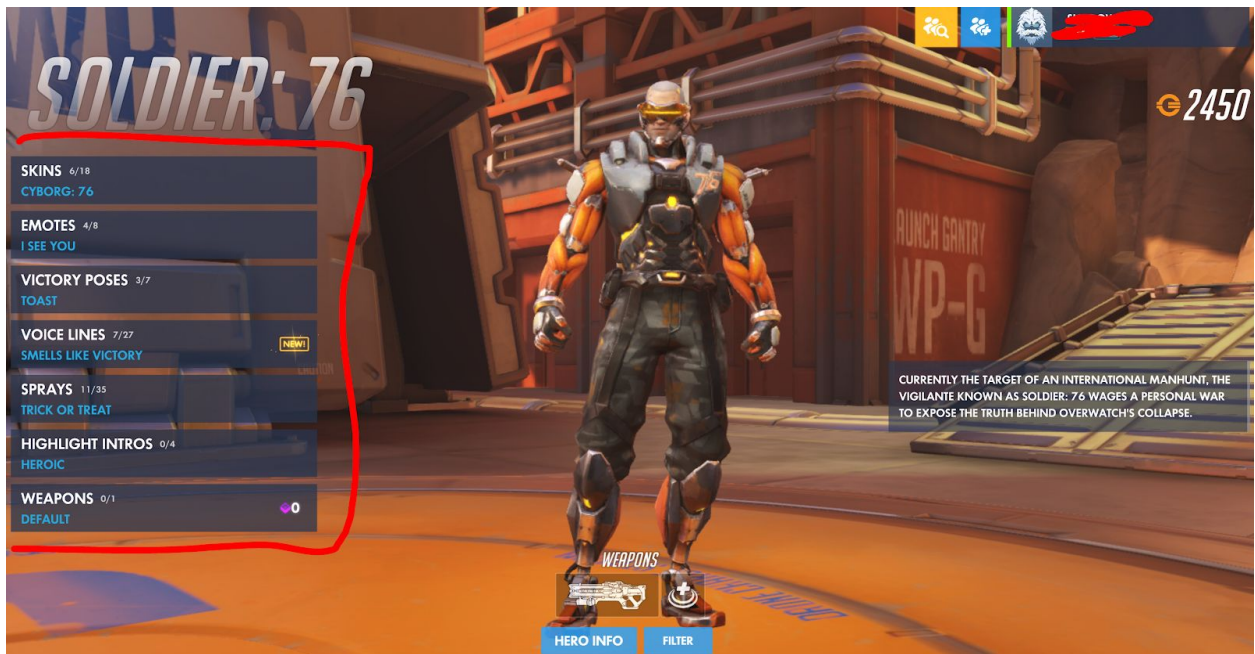 SOLDIER: 76
2450
SKINS 6/18
CYBORG: 76
EMOTES 4/8
I SEE YOU
VICTORY POSES 3/7
TOAST
VOICE LINES 7/27
NEW!
SMELLS LIKE VICTORY
SPRAYS 11/35
TRICK OR TREAT
HIGHLIGHT INTROS 0/4
HEROIC
WEAPONS 0/1
0
DEFAULT
76
LAUNCH GANTRY
WP-G
CURRENTLY THE TARGET OF AN INTERNATIONAL MANHUNT, THE
VIGILANTE KNOWN AS SOLDIER: 76 WAGES A PERSONAL WAR
TO EXPOSE THE TRUTH BEHIND OVERWATCH'S COLLAPSE.
WEAPONS
HERO INFO
FILTER